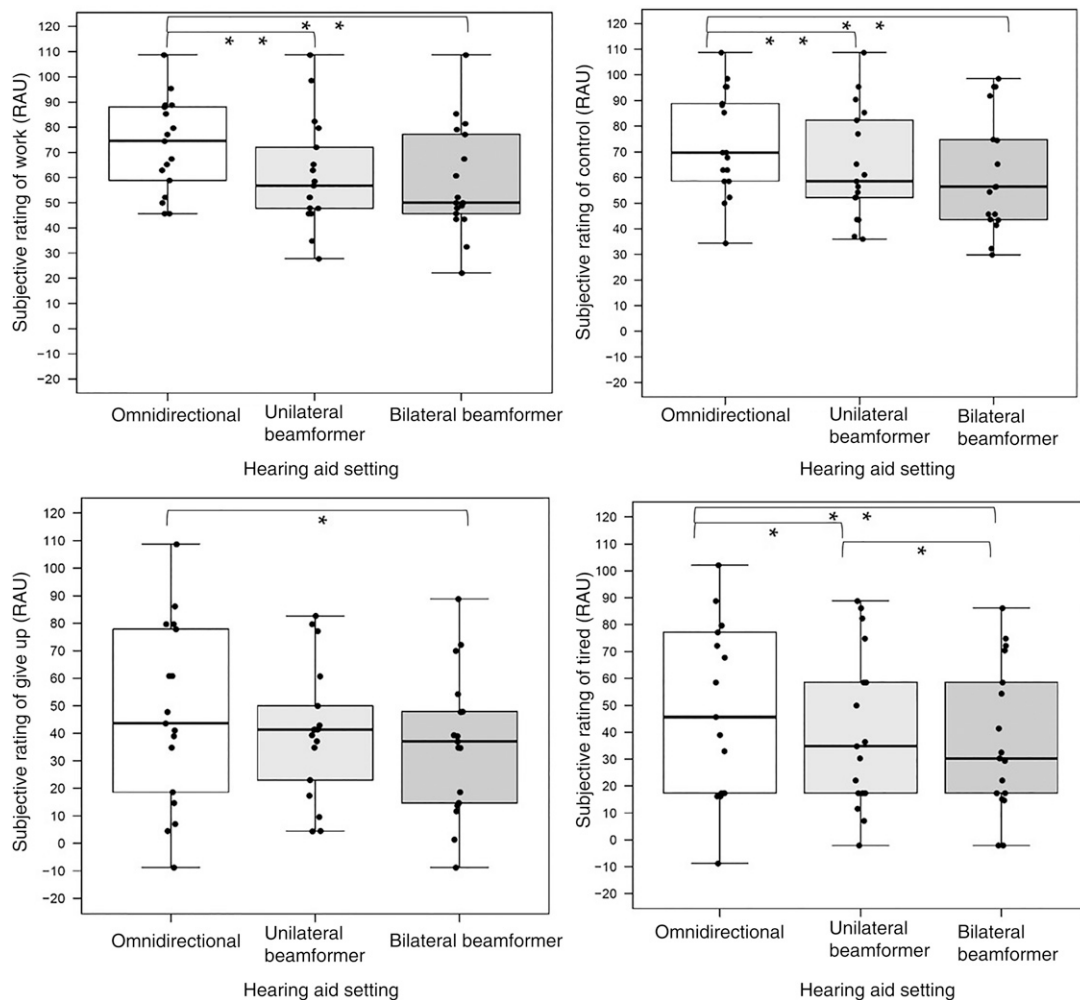 * *
* *
Subjective rating of work (RAU)
120
110
100
90
80
70
60
50
40
30
20
10
0
−10
−20
Omnidirectional
Unilateral
beamformer
Bilateral beamformer
Hearing aid setting
* *
* *
Subjective rating of control (RAU)
120
110
100
90
80
70
60
50
40
30
20
10
0
−10
−20
Omnidirectional
Unilateral
beamformer
Bilateral
beamformer
Hearing aid setting
*
Subjective rating of give up (RAU)
120
110
100
90
80
70
60
50
40
30
20
10
0
−10
−20
Omnidirectional
Unilateral
beamformer
Bilateral beamformer
Hearing aid setting
* *
*
*
Subjective rating of tired (RAU)
120
110
100
90
80
70
60
50
40
30
20
10
0
−10
−20
Omnidirectional
Unilateral
beamformer
Bilateral
beamformer
Hearing aid setting